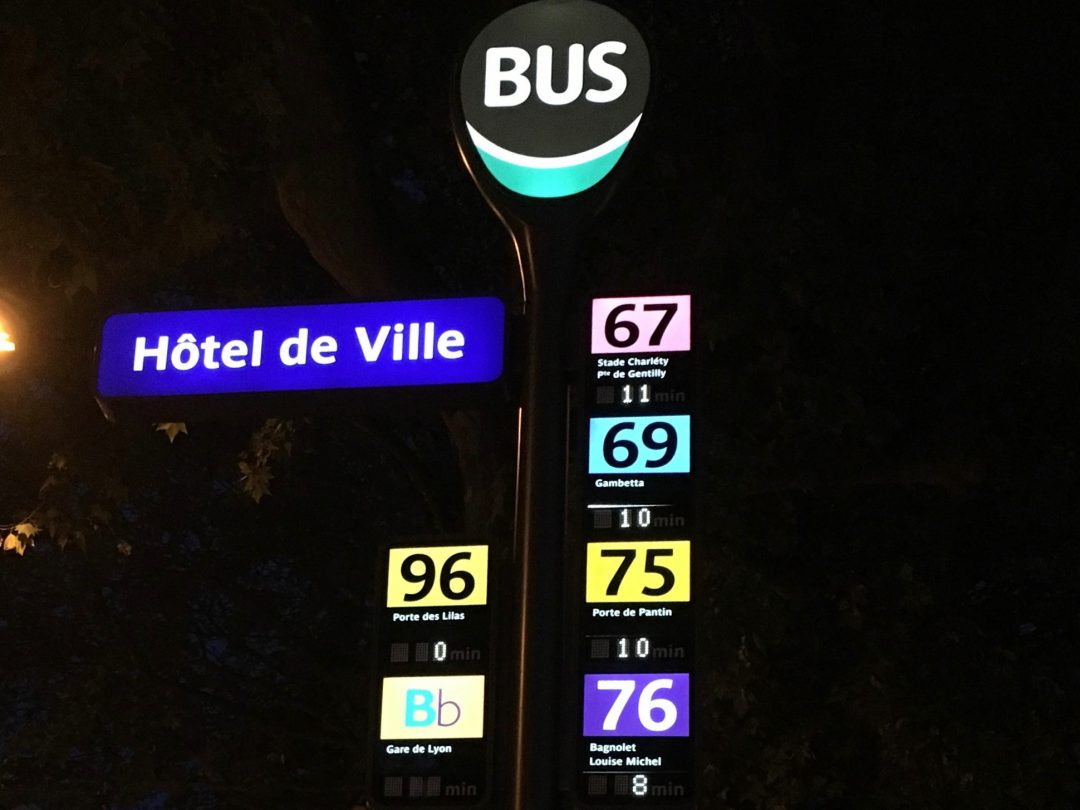 BUS
Hôtel de Ville
67
Stade Charléty
Pte de Gentilly
11 min
69
Gambetta
10 min
75
Porte de Pantin
10 min
76
Bagnolet
Louise Michel
8 min
96
Porte des Lilas
0 min
Bb
Gare de Lyon
min